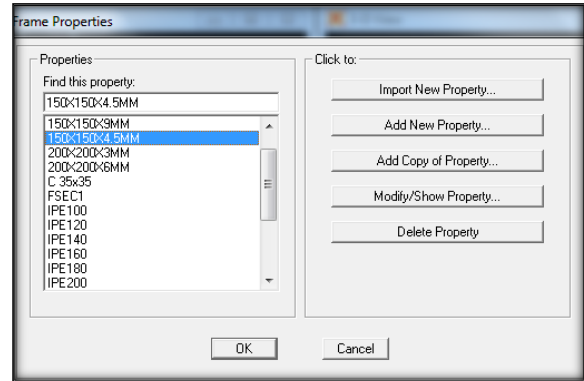 Frame Properties
Properties
Find this property:
150X150X4.5MM
150X150X9MM
150X150X4.5MM
200X200X3MM
200X200X6MM
C 35x35
FSEC1
IPE100
IPE120
IPE140
IPE160
IPE180
IPE200
Click to:
Import New Property...
Add New Property...
Add Copy of Property...
Modify/Show Property...
Delete Property
OK
Cancel